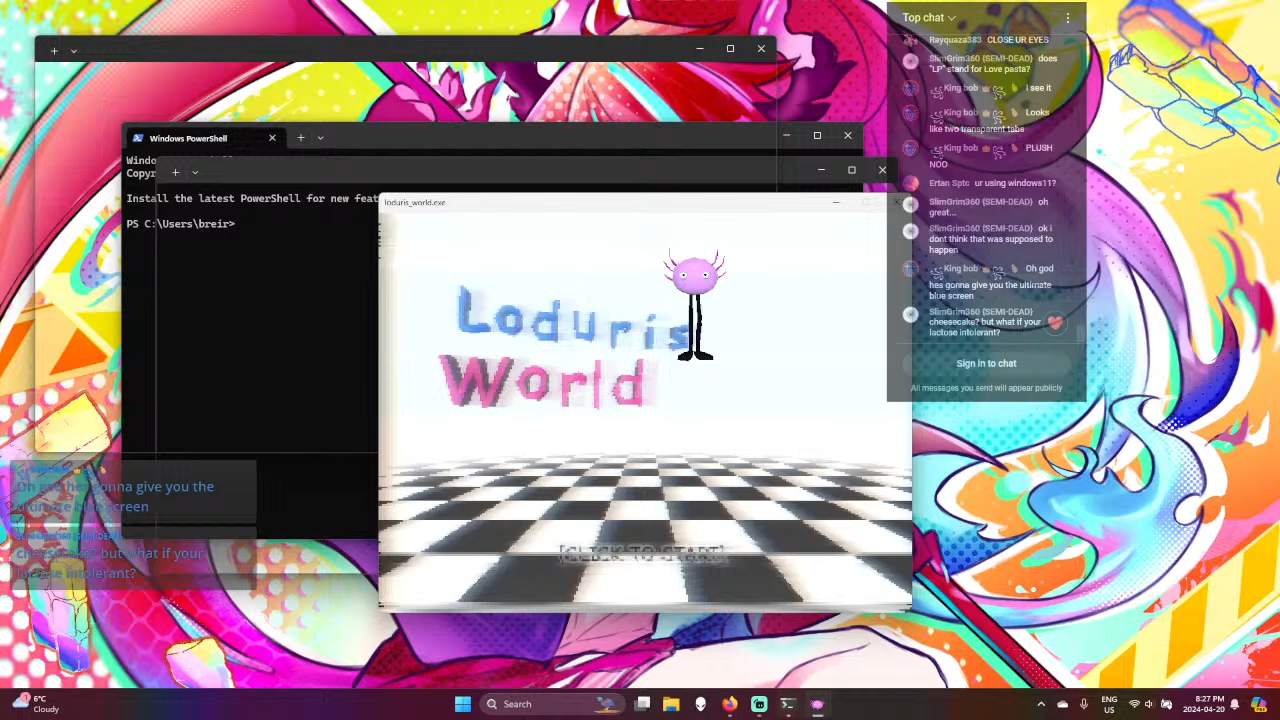 Top chat
Rayquaza383 CLOSE UR EYES
SlimGrim360 {SEMI-DEAD} does
"LP" stand for Love pasta?
King bob I see it
King bob Looks
like two transparent tabs
King bob PLUSH
NOO
Ertan Sptc ur using windows11?
SlimGrim360 {SEMI-DEAD} oh
great...
SlimGrim360 {SEMI-DEAD} ok i
dont think that was supposed to
happen
King bob Oh god
hes gonna give you the ultimate
blue screen
SlimGrim360 {SEMI-DEAD}
cheesecake? but what if your
lactose intolerant?
Sign in to chat
All messages you send will appear publicly
Windows PowerShell
Windo
Copyr
Install the latest PowerShell for new feat
PS C:\Users\breir>
loduris_world.exe
Loduris
World
[CLICK TO START]
Oh god hes gonna give you the
ultimate blue screen
cheesecake? but what if your
lactose intolerant?
6°C
Cloudy
Search
ENG
US
8:27 PM
2024-04-20